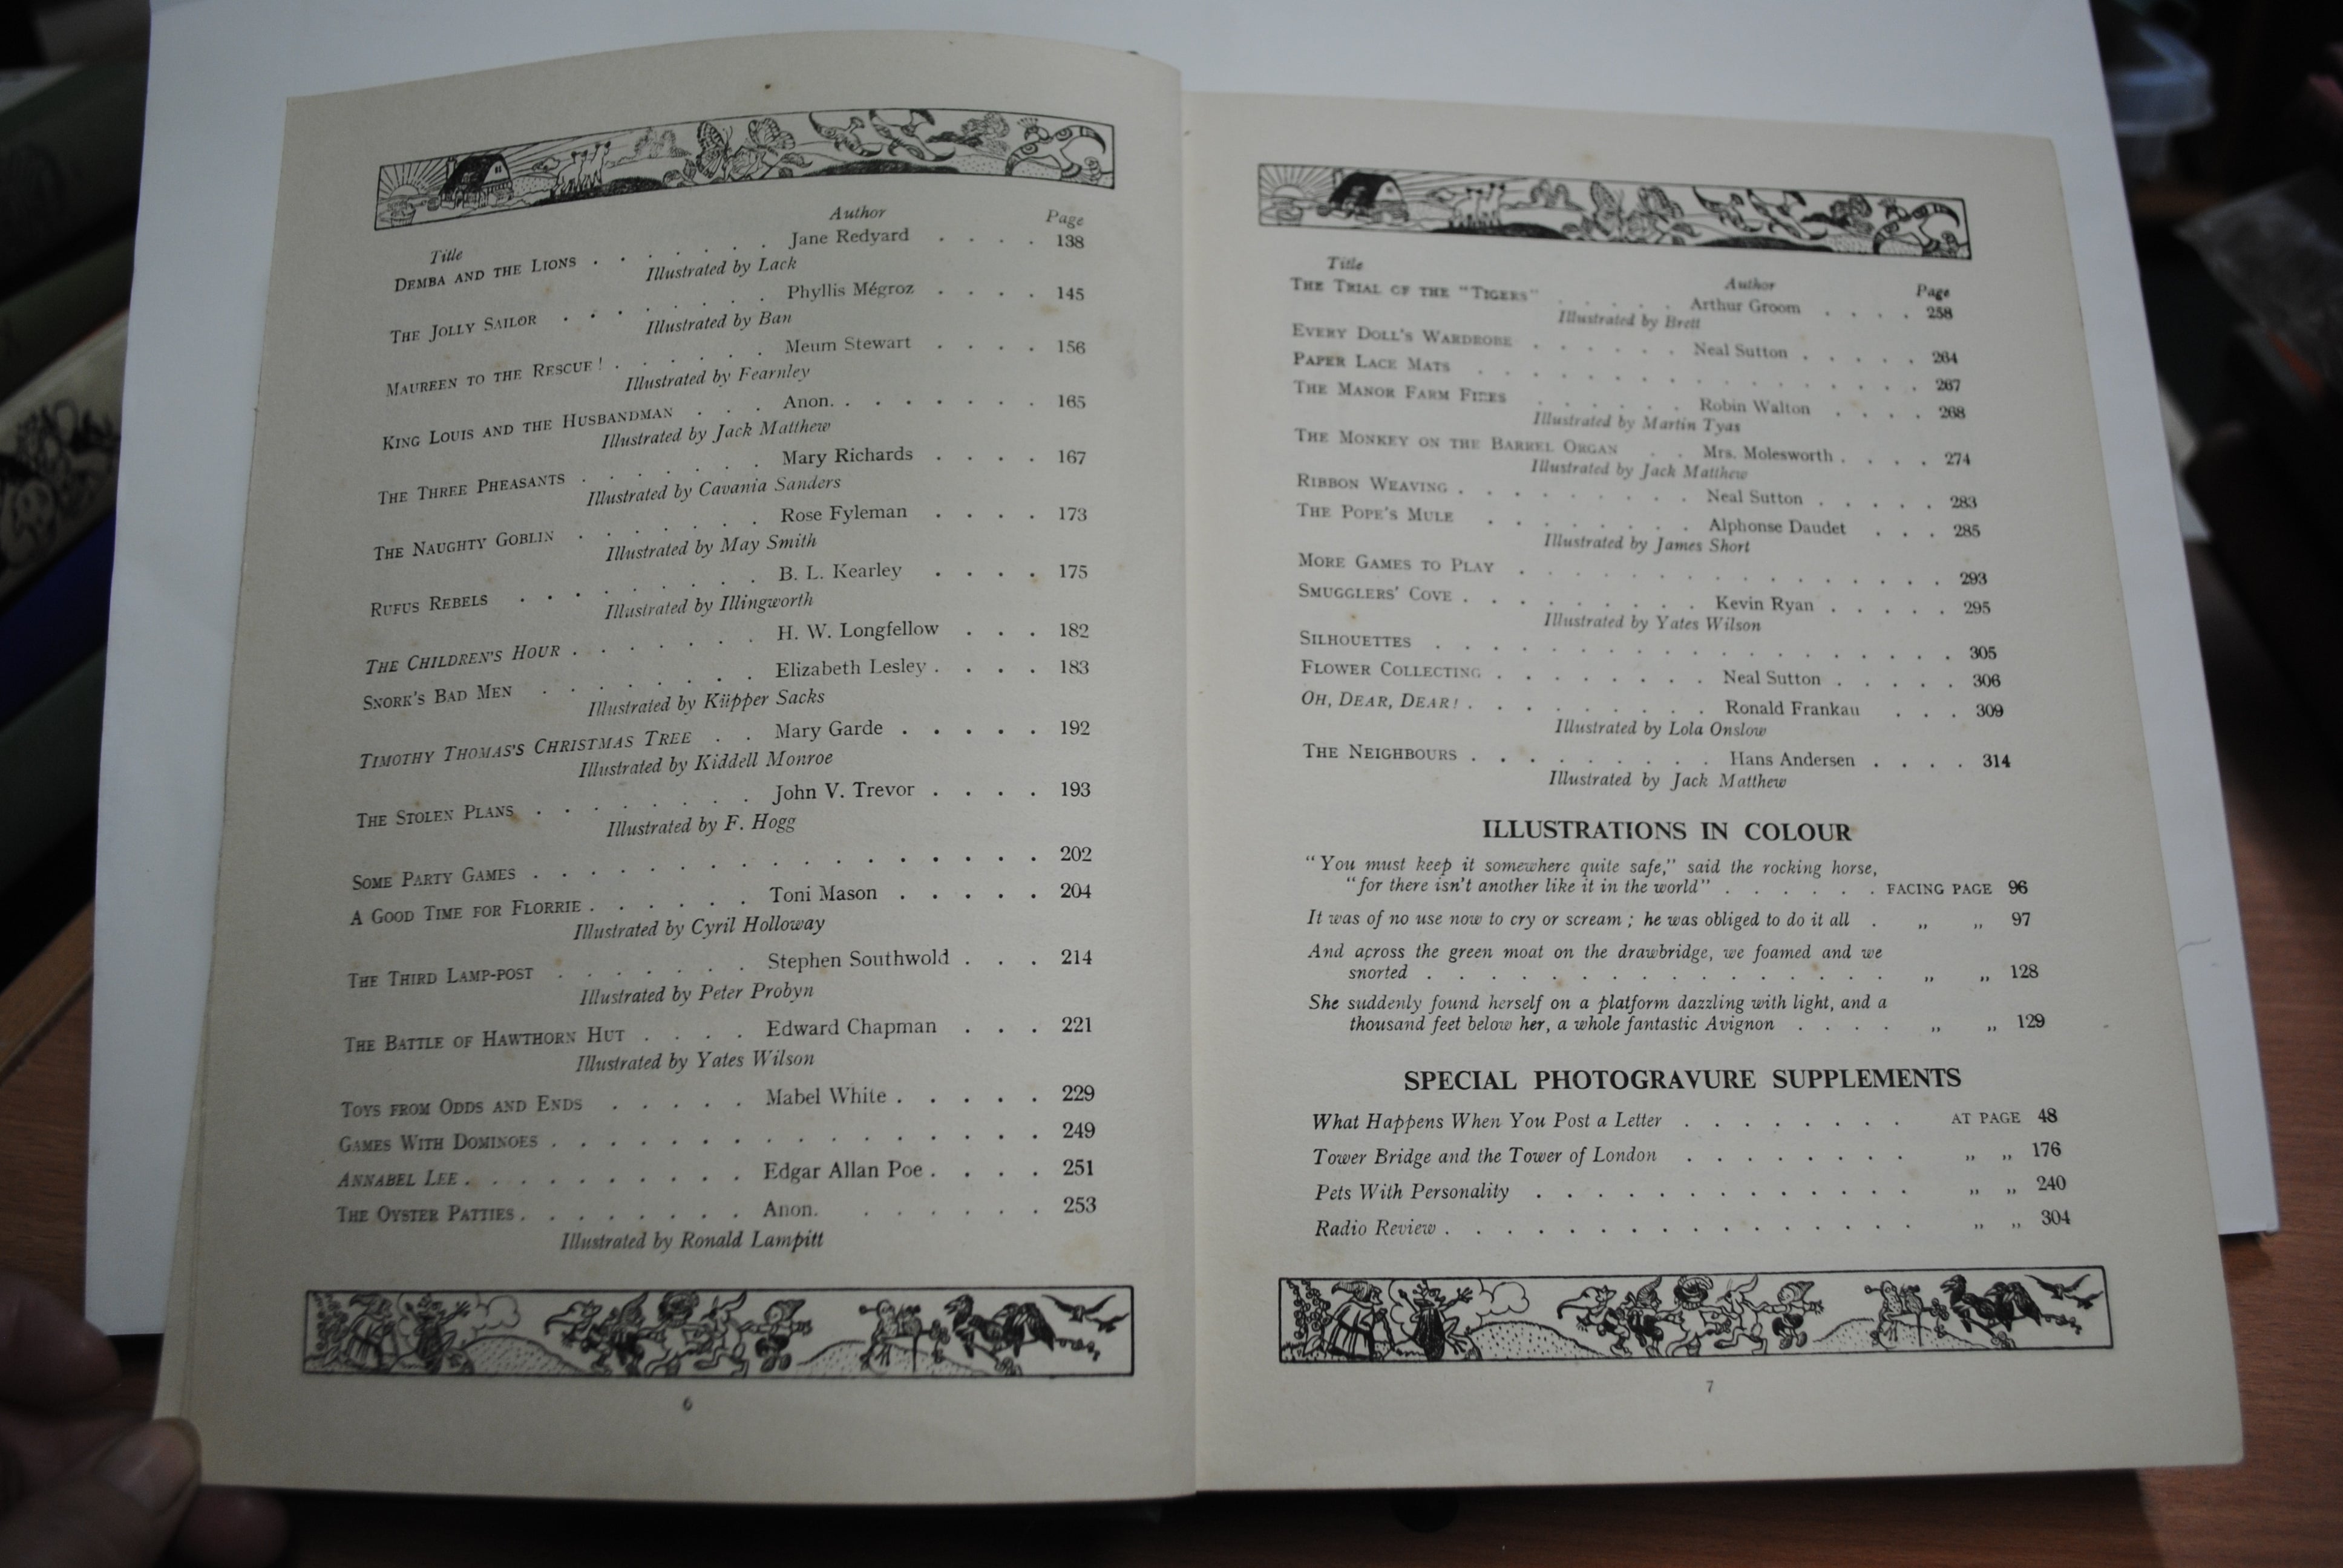 Title Author Page
DEMBA AND THE LIONS . . . . . . Jane Redyard . . . . 138
Illustrated by Lack
THE JOLLY SAILOR . . . . . . Phyllis Mégroz . . . . 145
Illustrated by Ban
MAUREEN TO THE RESCUE! . . . . . Meum Stewart . . . . 156
Illustrated by Fearnley
KING LOUIS AND THE HUSBANDMAN . . . Anon. . . . . . . . 165
Illustrated by Jack Matthew
THE THREE PHEASANTS . . . . . . Mary Richards . . . . 167
Illustrated by Cavania Sanders
THE NAUGHTY GOBLIN . . . . . . Rose Fyleman . . . . 173
Illustrated by May Smith
RUFUS REBELS . . . . . . . B. L. Kearley . . . . 175
Illustrated by Illingworth
THE CHILDREN'S HOUR . . . . . . H. W. Longfellow . . . 182
SNORK'S BAD MEN . . . . . . . Elizabeth Lesley . . . . 183
Illustrated by Küpper Sacks
TIMOTHY THOMAS'S CHRISTMAS TREE . . Mary Garde . . . . . 192
Illustrated by Kiddell Monroe
THE STOLEN PLANS . . . . . . . John V. Trevor . . . . 193
Illustrated by F. Hogg
SOME PARTY GAMES . . . . . . . . . . . . . . . 202
A GOOD TIME FOR FLORRIE . . . . . . Toni Mason . . . . . 204
Illustrated by Cyril Holloway
THE THIRD LAMP-POST . . . . . . . Stephen Southwold . . . 214
Illustrated by Peter Probyn
THE BATTLE OF HAWTHORN HUT . . . . Edward Chapman . . . 221
Illustrated by Yates Wilson
TOYS FROM ODDS AND ENDS . . . . . Mabel White . . . . . 229
GAMES WITH DOMINOES . . . . . . . . . . . . . . . 249
ANNABEL LEE . . . . . . . . . . Edgar Allan Poe . . . . 251
THE OYSTER PATTIES . . . . . . . . Anon. . . . . . . 253
Illustrated by Ronald Lampitt
6
Title Author Page
THE TRIAL OF THE "TIGERS" . . . . . Arthur Groom . . . . 258
Illustrated by Brett
EVERY DOLL'S WARDROBE . . . . . . Neal Sutton . . . . . 264
PAPER LACE MATS . . . . . . . . . . . . . . . 267
THE MANOR FARM FIRES . . . . . . Robin Walton . . . . 268
Illustrated by Martin Tyas
THE MONKEY ON THE BARREL ORGAN . . Mrs. Molesworth . . . . 274
Illustrated by Jack Matthew
RIBBON WEAVING . . . . . . . . . Neal Sutton . . . . . 283
THE POPE'S MULE . . . . . . . . Alphonse Daudet . . . 285
Illustrated by James Short
MORE GAMES TO PLAY . . . . . . . . . . . . . . 293
SMUGGLERS' COVE . . . . . . . . . Kevin Ryan . . . . . 295
Illustrated by Yates Wilson
SILHOUETTES . . . . . . . . . . . . . . . . . 305
FLOWER COLLECTING . . . . . . . . Neal Sutton . . . . . 306
OH, DEAR, DEAR! . . . . . . . . . Ronald Frankau . . . 309
Illustrated by Lola Onslow
THE NEIGHBOURS . . . . . . . . . Hans Andersen . . . . 314
Illustrated by Jack Matthew
ILLUSTRATIONS IN COLOUR
"You must keep it somewhere quite safe," said the rocking horse,
"for there isn't another like it in the world" . . . . . . FACING PAGE 96
It was of no use now to cry or scream ; he was obliged to do it all . ,, ,, 97
And across the green moat on the drawbridge, we foamed and we
snorted . . . . . . . . . . . . ,, ,, 128
She suddenly found herself on a platform dazzling with light, and a
thousand feet below her, a whole fantastic Avignon . . . . ,, ,, 129
SPECIAL PHOTOGRAVURE SUPPLEMENTS
What Happens When You Post a Letter . . . . . . . . AT PAGE 48
Tower Bridge and the Tower of London . . . . . . . . ,, ,, 176
Pets With Personality . . . . . . . . . . . . . ,, ,, 240
Radio Review . . . . . . . . . . . . . . . . ,, ,, 304
7